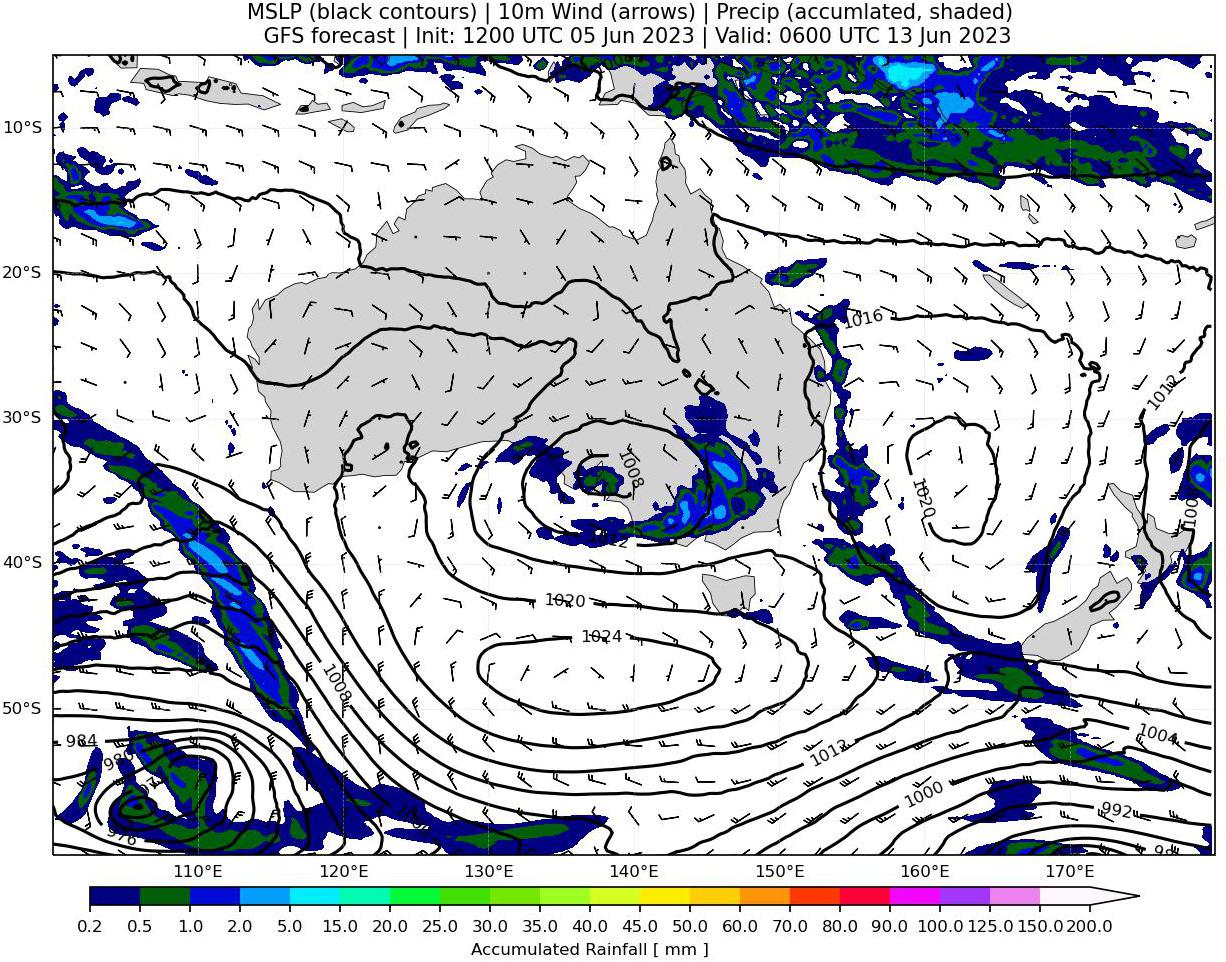 MSLP (black contours) | 10m Wind (arrows) | Precip (accumlated, shaded)
GFS forecast | Init: 1200 UTC 05 Jun 2023 | Valid: 0600 UTC 13 Jun 2023
10°S
1016
20°S
1012
30°S
1008
1020
40°S
1020
1024
1008
50°S
984
1004
1012
1000
992
976
110°E 120°E 130°E 140°E 150°E 160°E 170°E
0.2 0.5 1.0 2.0 5.0 10.0 15.0 20.0 25.0 30.0 35.0 40.0 45.0 50.0 60.0 70.0 80.0 90.0 100.0 125.0 150.0 200.0
Accumulated Rainfall [ mm ]